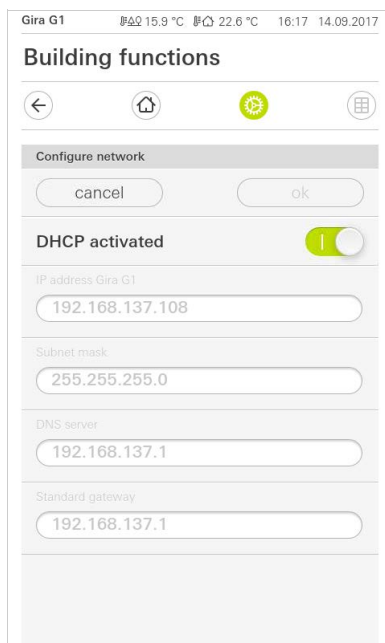 Gira G1 15.9 °C 22.6 °C 16:17 14.09.2017
Building functions
Configure network
cancel ok
DHCP activated
IP address Gira G1
192.168.137.108
Subnet mask
255.255.255.0
DNS server
192.168.137.1
Standard gateway
192.168.137.1